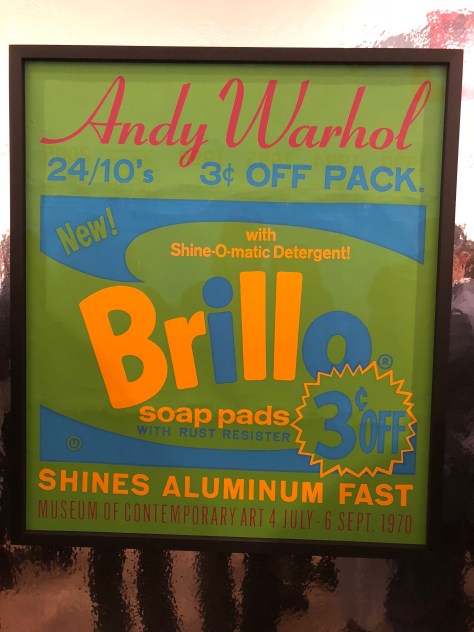 Andy Warhol
24/10's 3¢ OFF PACK.
New!
with
Shine-O-matic Detergent!
Brillo®
soap pads
WITH RUST RESISTER
3¢ OFF
U
SHINES ALUMINUM FAST
MUSEUM OF CONTEMPORARY ART 4 JULY - 6 SEPT. 1970